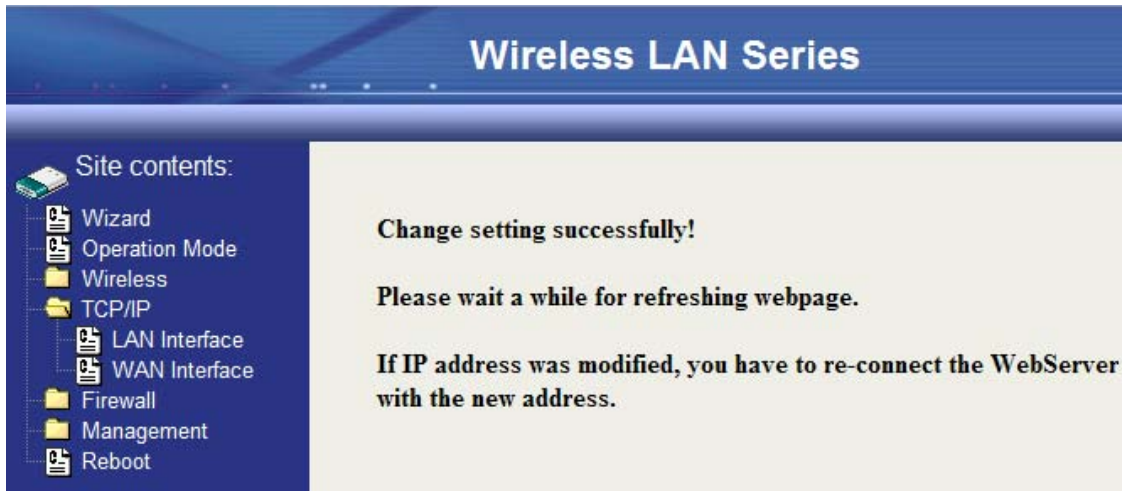 Wireless LAN Series
Site contents:
Wizard
Operation Mode
Wireless
TCP/IP
LAN Interface
WAN Interface
Firewall
Management
Reboot
Change setting successfully!
Please wait a while for refreshing webpage.
If IP address was modified, you have to re-connect the WebServer
with the new address.